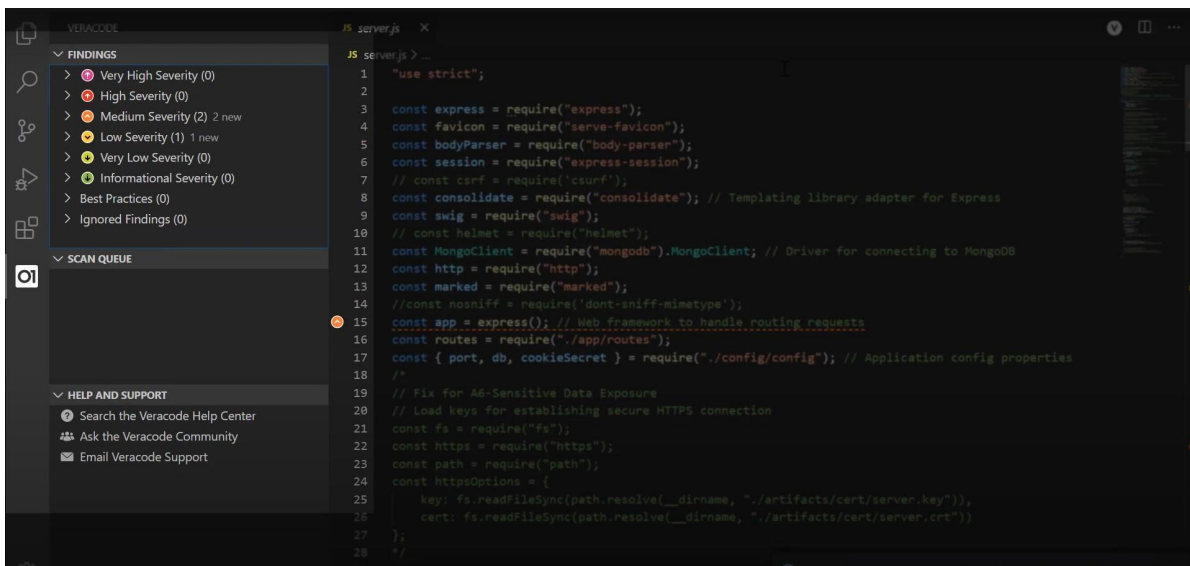 VERACODE
FINDINGS
Very High Severity (0)
High Severity (0)
Medium Severity (2) 2 new
Low Severity (1) 1 new
Very Low Severity (0)
Informational Severity (0)
Best Practices (0)
Ignored Findings (0)
SCAN QUEUE
HELP AND SUPPORT
Search the Veracode Help Center
Ask the Veracode Community
Email Veracode Support
JS server.js
JS server.js > ...
1 "use strict";
2
3 const express = require("express");
4 const favicon = require("serve-favicon");
5 const bodyParser = require("body-parser");
6 const session = require("express-session");
7 // const csrf = require('csurf');
8 const consolidate = require("consolidate"); // Templating library adapter for Express
9 const swig = require("swig");
10 // const helmet = require("helmet");
11 const MongoClient = require("mongodb").MongoClient; // Driver for connecting to MongoDB
12 const http = require("http");
13 const marked = require("marked");
14 //const nosniff = require('dont-sniff-mimetype');
15 const app = express(); // Web framework to handle routing requests
16 const routes = require("./app/routes");
17 const { port, db, cookieSecret } = require("./config/config"); // Application config properties
18 /*
19 // Fix for A6-Sensitive Data Exposure
20 // Load keys for establishing secure HTTPS connection
21 const fs = require("fs");
22 const https = require("https");
23 const path = require("path");
24 const httpsOptions = {
25 key: fs.readFileSync(path.resolve(__dirname, "./artifacts/cert/server.key")),
26 cert: fs.readFileSync(path.resolve(__dirname, "./artifacts/cert/server.crt"))
27 };
28 */